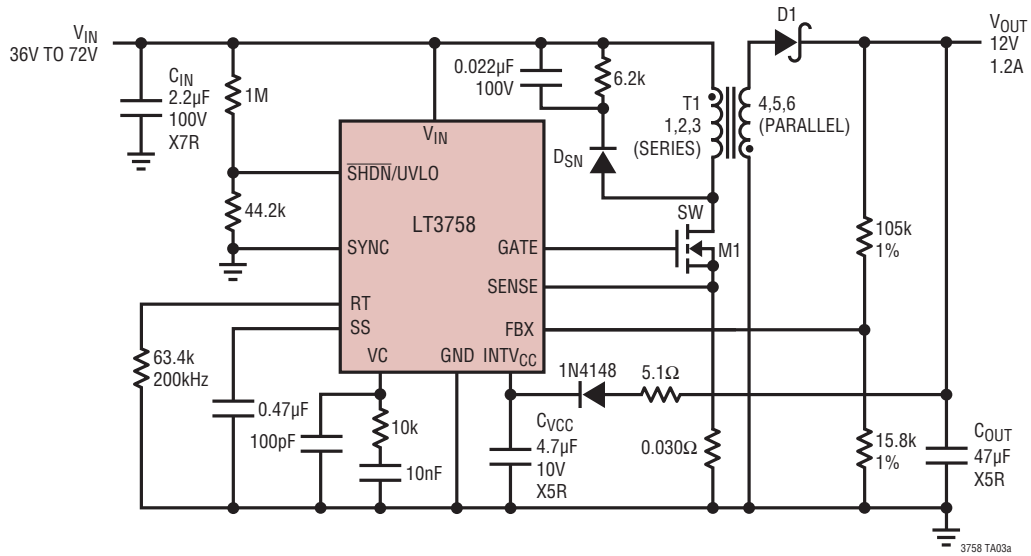 VIN
36V TO 72V
CIN
2.2µF
100V
X7R
1M
44.2k
0.022µF
100V
6.2k
DSN
T1
1,2,3
(SERIES)
4,5,6
(PARALLEL)
D1
VOUT
12V
1.2A
VIN
SHDN/UVLO
LT3758
SYNC
GATE
SENSE
RT
SS
FBX
VC
GND
INTVCC
SW
M1
105k
1%
63.4k
200kHz
0.47µF
100pF
10k
10nF
1N4148
5.1Ω
CVCC
4.7µF
10V
X5R
0.030Ω
15.8k
1%
COUT
47µF
X5R
3758 TA03a